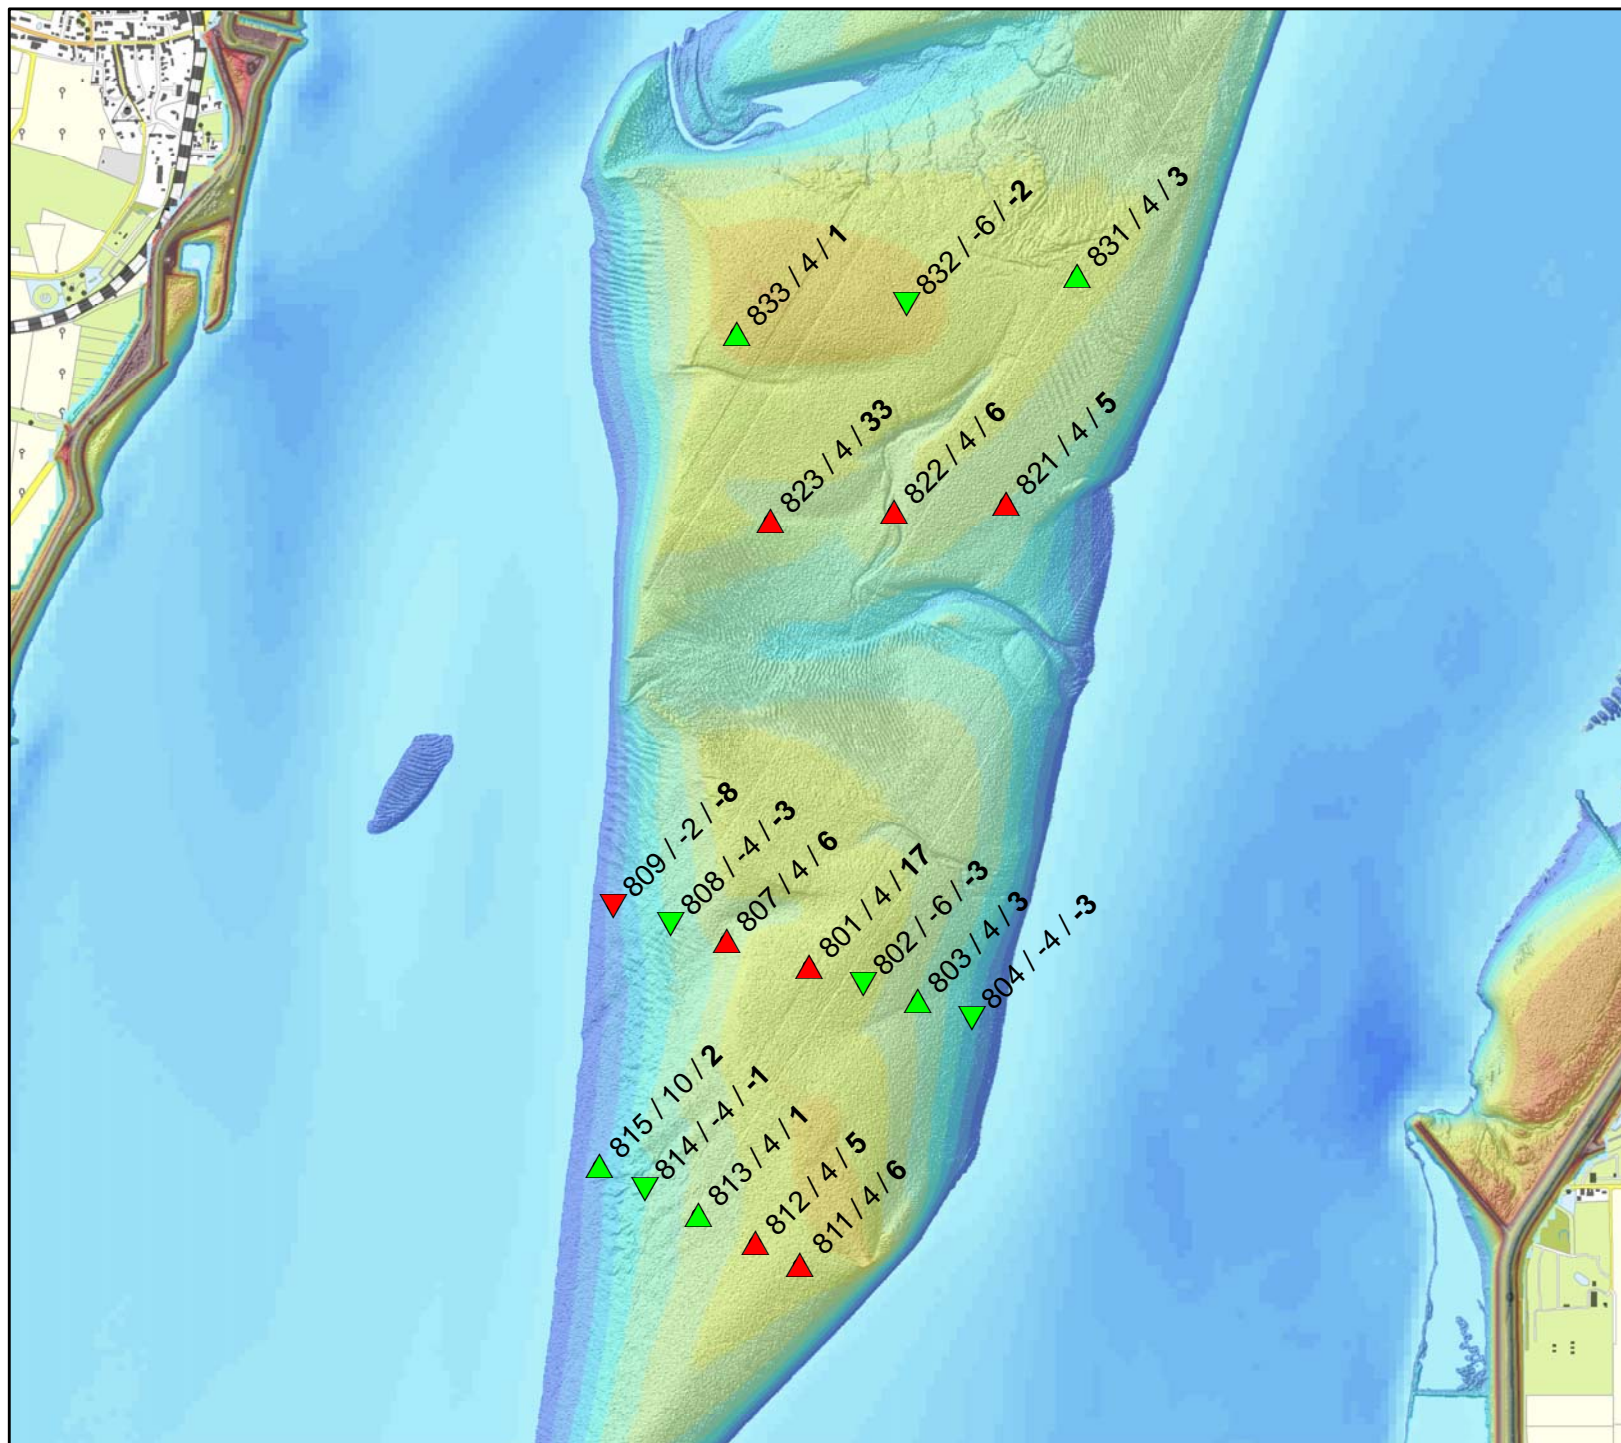 831 / 4 / 3
832 / -6 / -2
833 / 4 / 1
823 / 4 / 33
822 / 4 / 6
821 / 4 / 5
809 / -2 / -8
808 / -4 / -3
807 / 4 / 6
801 / 4 / 17
802 / -6 / -3
803 / 4 / 3
804 / -4 / -3
815 / 10 / 2
814 / -4 / -1
813 / 4 / 1
812 / 4 / 5
811 / 4 / 6